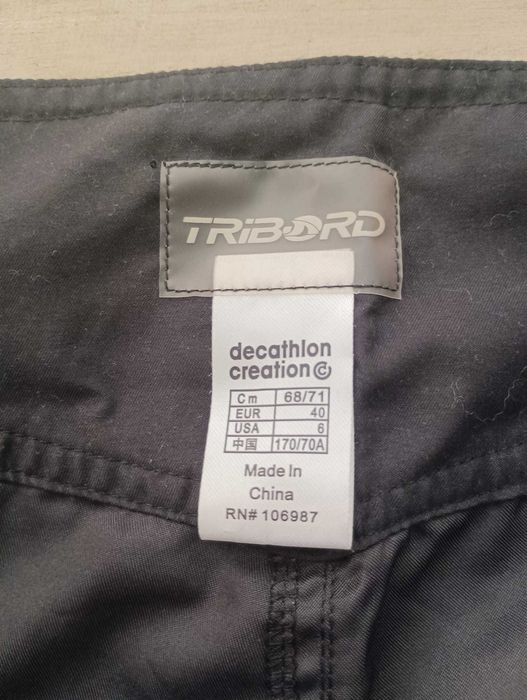 TRIBORD
decathlon
creation
Cm 68/71
EUR 40
USA 6
中国 170/70A
Made In
China
RN# 106987